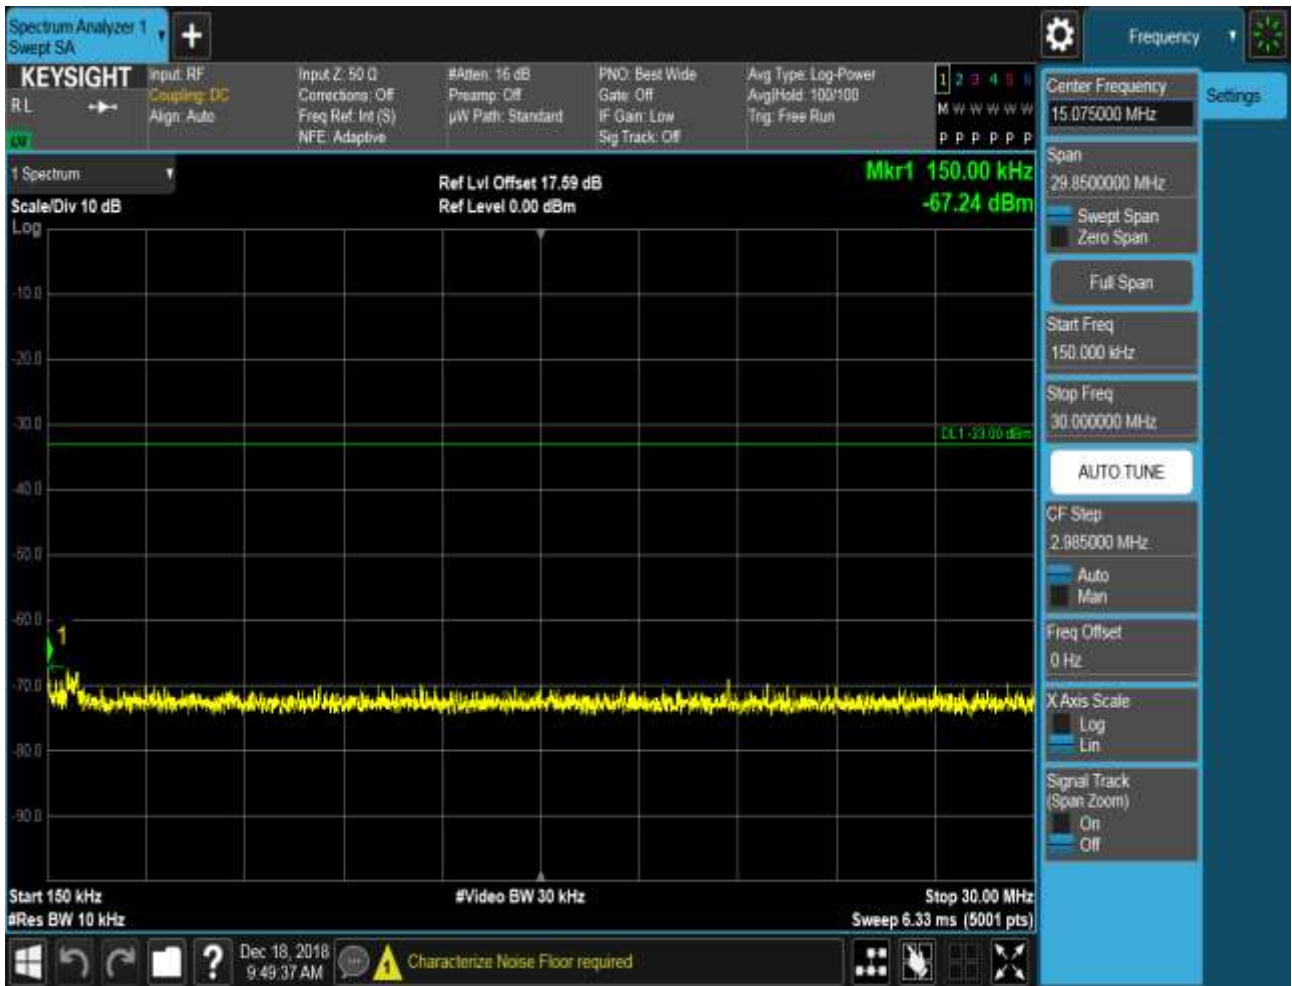 Spectrum Analyzer 1
Swept SA
+
Frequency
KEYSIGHT
RL
Input: RF
Coupling: DC
Align: Auto
Input Z: 50 Ω
Corrections: Off
Freq Ref: Int (S)
NFE: Adaptive
#Atten: 16 dB
Preamp: Off
µW Path: Standard
PNO: Best Wide
Gate: Off
IF Gain: Low
Sig Track: Off
Avg Type: Log-Power
Avg|Hold: 100/100
Trig: Free Run
1 2 3 4 5 6
M W W W W W
P P P P P P
1 Spectrum
Scale/Div 10 dB
Ref Lvl Offset 17.59 dB
Ref Level 0.00 dBm
Mkr1 150.00 kHz
-67.24 dBm
Log
-10.0
-20.0
-30.0
DL1 -33.00 dBm
-40.0
-50.0
-60.0
1
-70.0
-80.0
-90.0
Start 150 kHz
#Video BW 30 kHz
Stop 30.00 MHz
#Res BW 10 kHz
Sweep 6.33 ms (5001 pts)
Center Frequency
15.075000 MHz
Settings
Span
29.8500000 MHz
Swept Span
Zero Span
Full Span
Start Freq
150.000 kHz
Stop Freq
30.000000 MHz
AUTO TUNE
CF Step
2.985000 MHz
Auto
Man
Freq Offset
0 Hz
X Axis Scale
Log
Lin
Signal Track
(Span Zoom)
On
Off
?
Dec 18, 2018
9:49:37 AM
1
Characterize Noise Floor required